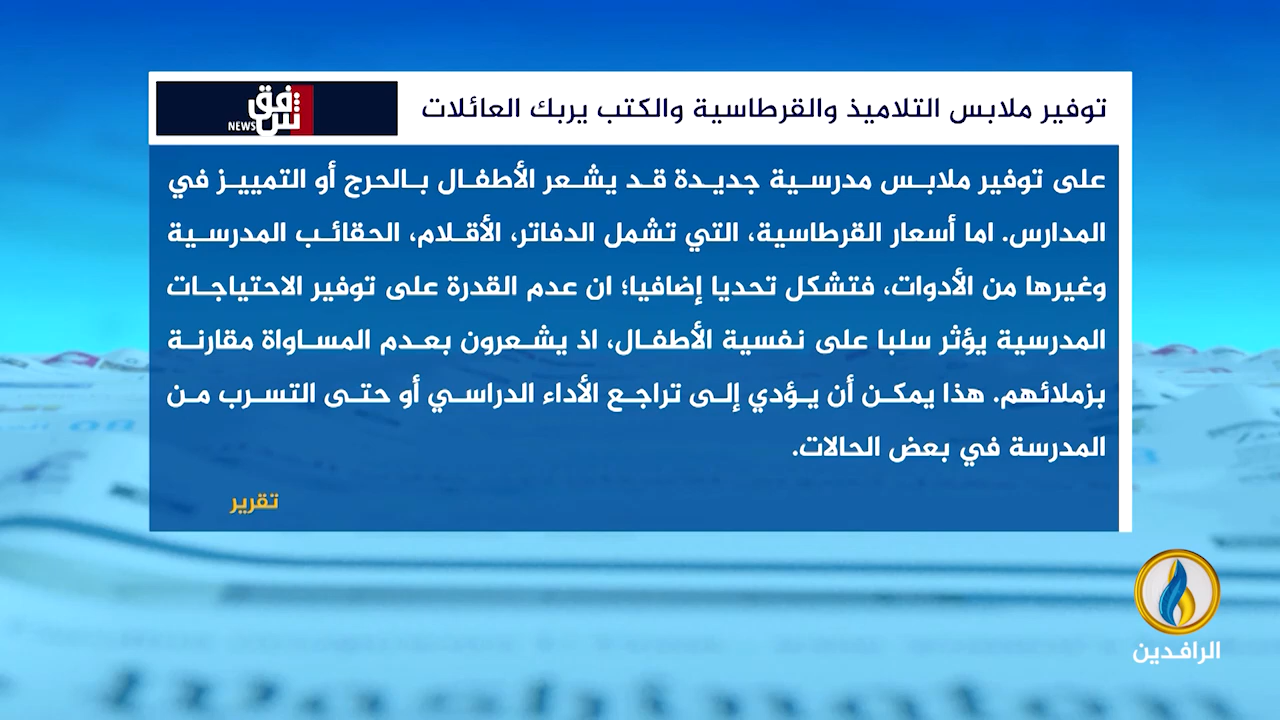 توفير ملابس التلاميذ والقرطاسية والكتب يربك العائلات
شفق
NEWS
على توفير ملابس مدرسية جديدة قد يشعر الأطفال بالحرج أو التمييز في
المدارس. اما أسعار القرطاسية، التي تشمل الدفاتر، الأقلام، الحقائب المدرسية
وغيرها من الأدوات، فتشكل تحديا إضافيا؛ ان عدم القدرة على توفير الاحتياجات
المدرسية يؤثر سلبا على نفسية الأطفال، اذ يشعرون بعدم المساواة مقارنة
بزملائهم. هذا يمكن أن يؤدي إلى تراجع الأداء الدراسي أو حتى التسرب من
المدرسة في بعض الحالات.
تقرير
الرافدين